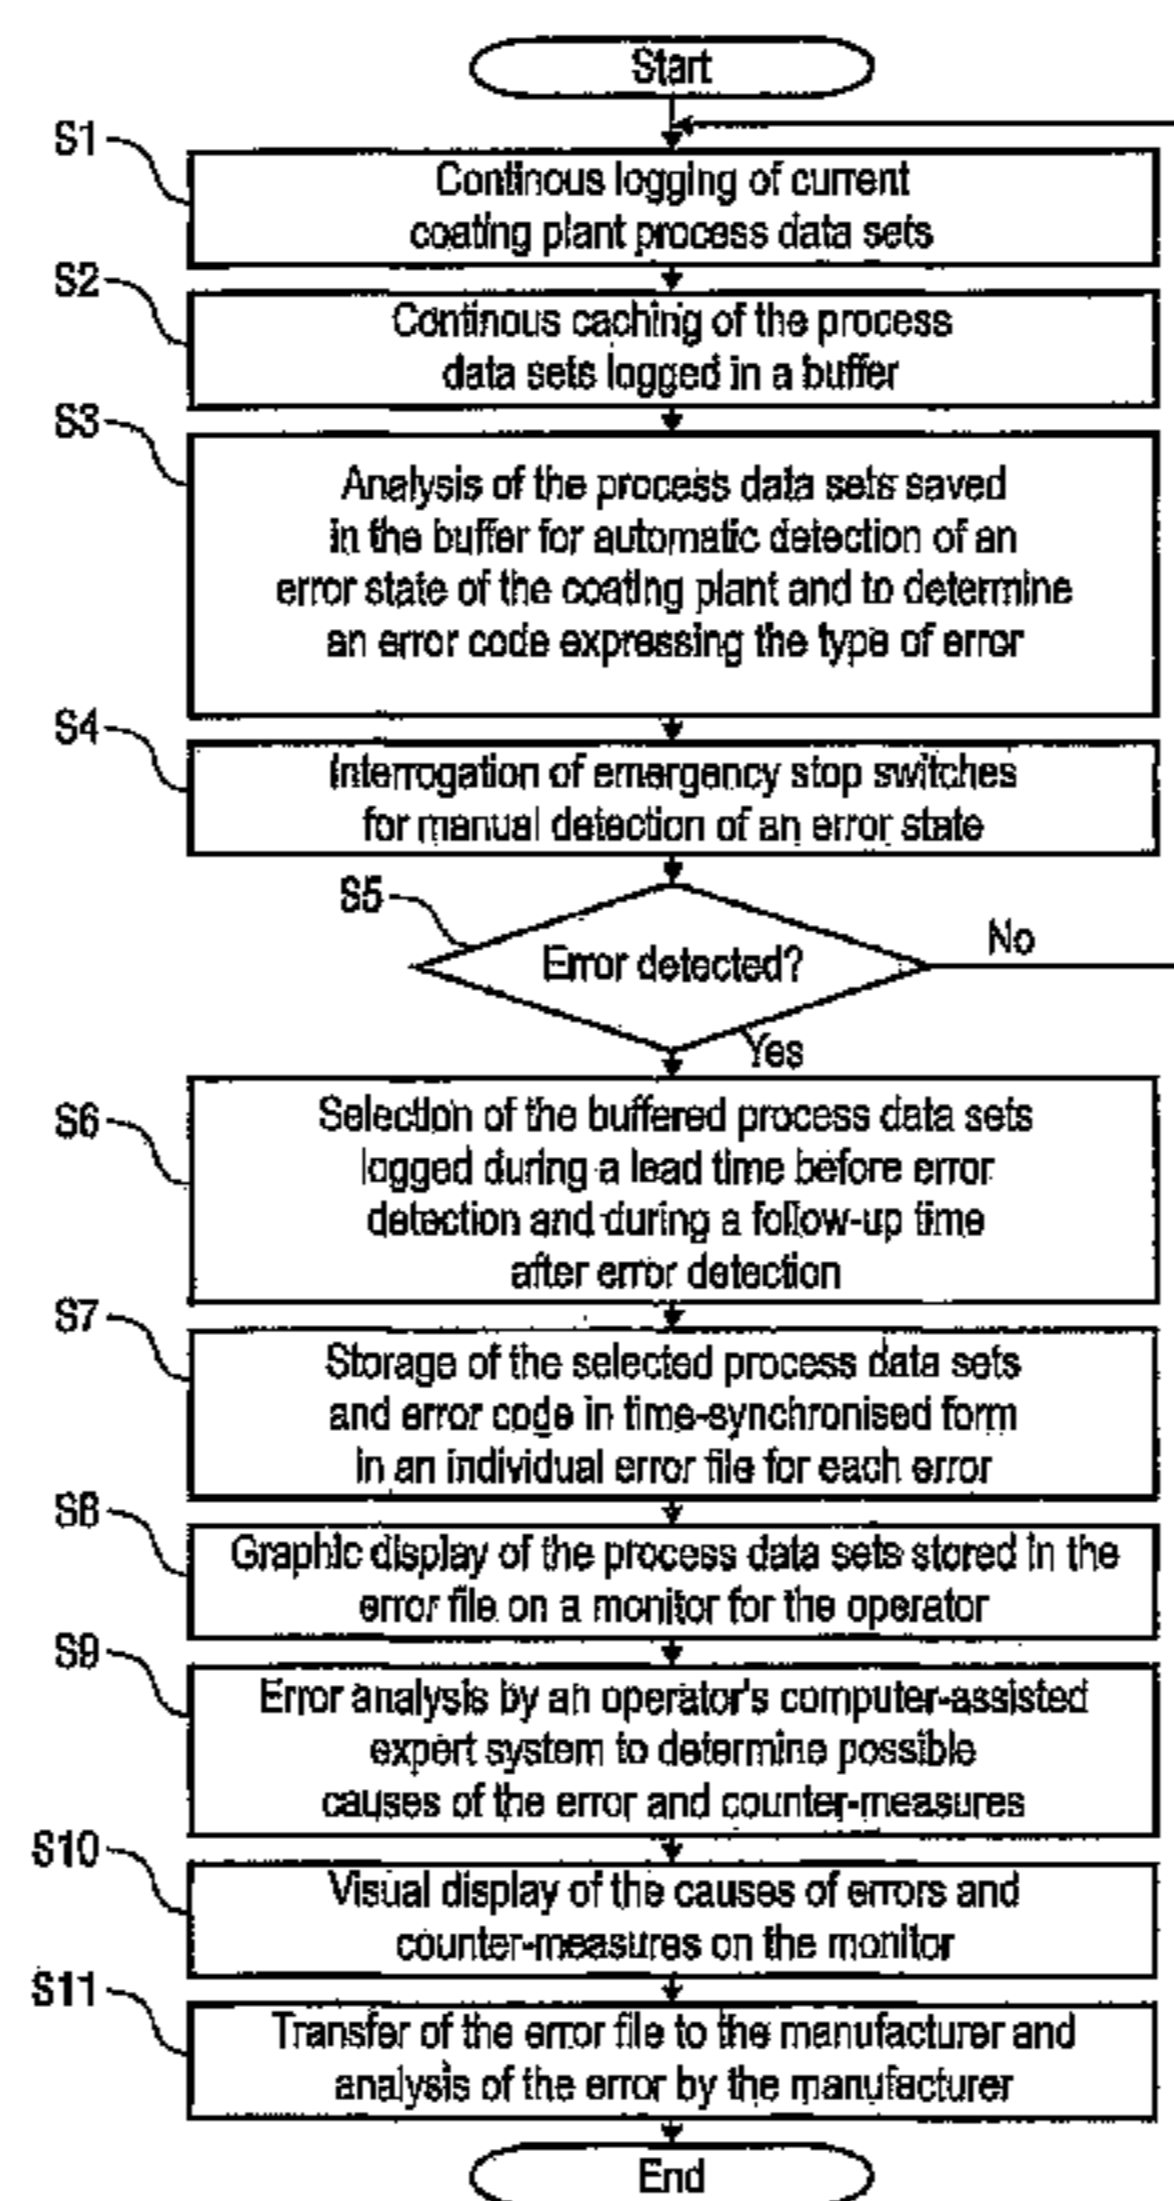 Start
S1
Continous logging of current
coating plant process data sets
S2
Continous caching of the process
data sets logged in a buffer
S3
Analysis of the process data sets saved
in the buffer for automatic detection of an
error state of the coating plant and to determine
an error code expressing the type of error
S4
Interrogation of emergency stop switches
for manual detection of an error state
S5
Error detected?
No
Yes
S6
Selection of the buffered process data sets
logged during a lead time before error
detection and during a follow-up time
after error detection
S7
Storage of the selected process data sets
and error code in time-synchronised form
in an individual error file for each error
S8
Graphic display of the process data sets stored in the
error file on a monitor for the operator
S9
Error analysis by an operator's computer-assisted
expert system to determine possible
causes of the error and counter-measures
S10
Visual display of the causes of errors and
counter-measures on the monitor
S11
Transfer of the error file to the manufacturer and
analysis of the error by the manufacturer
End